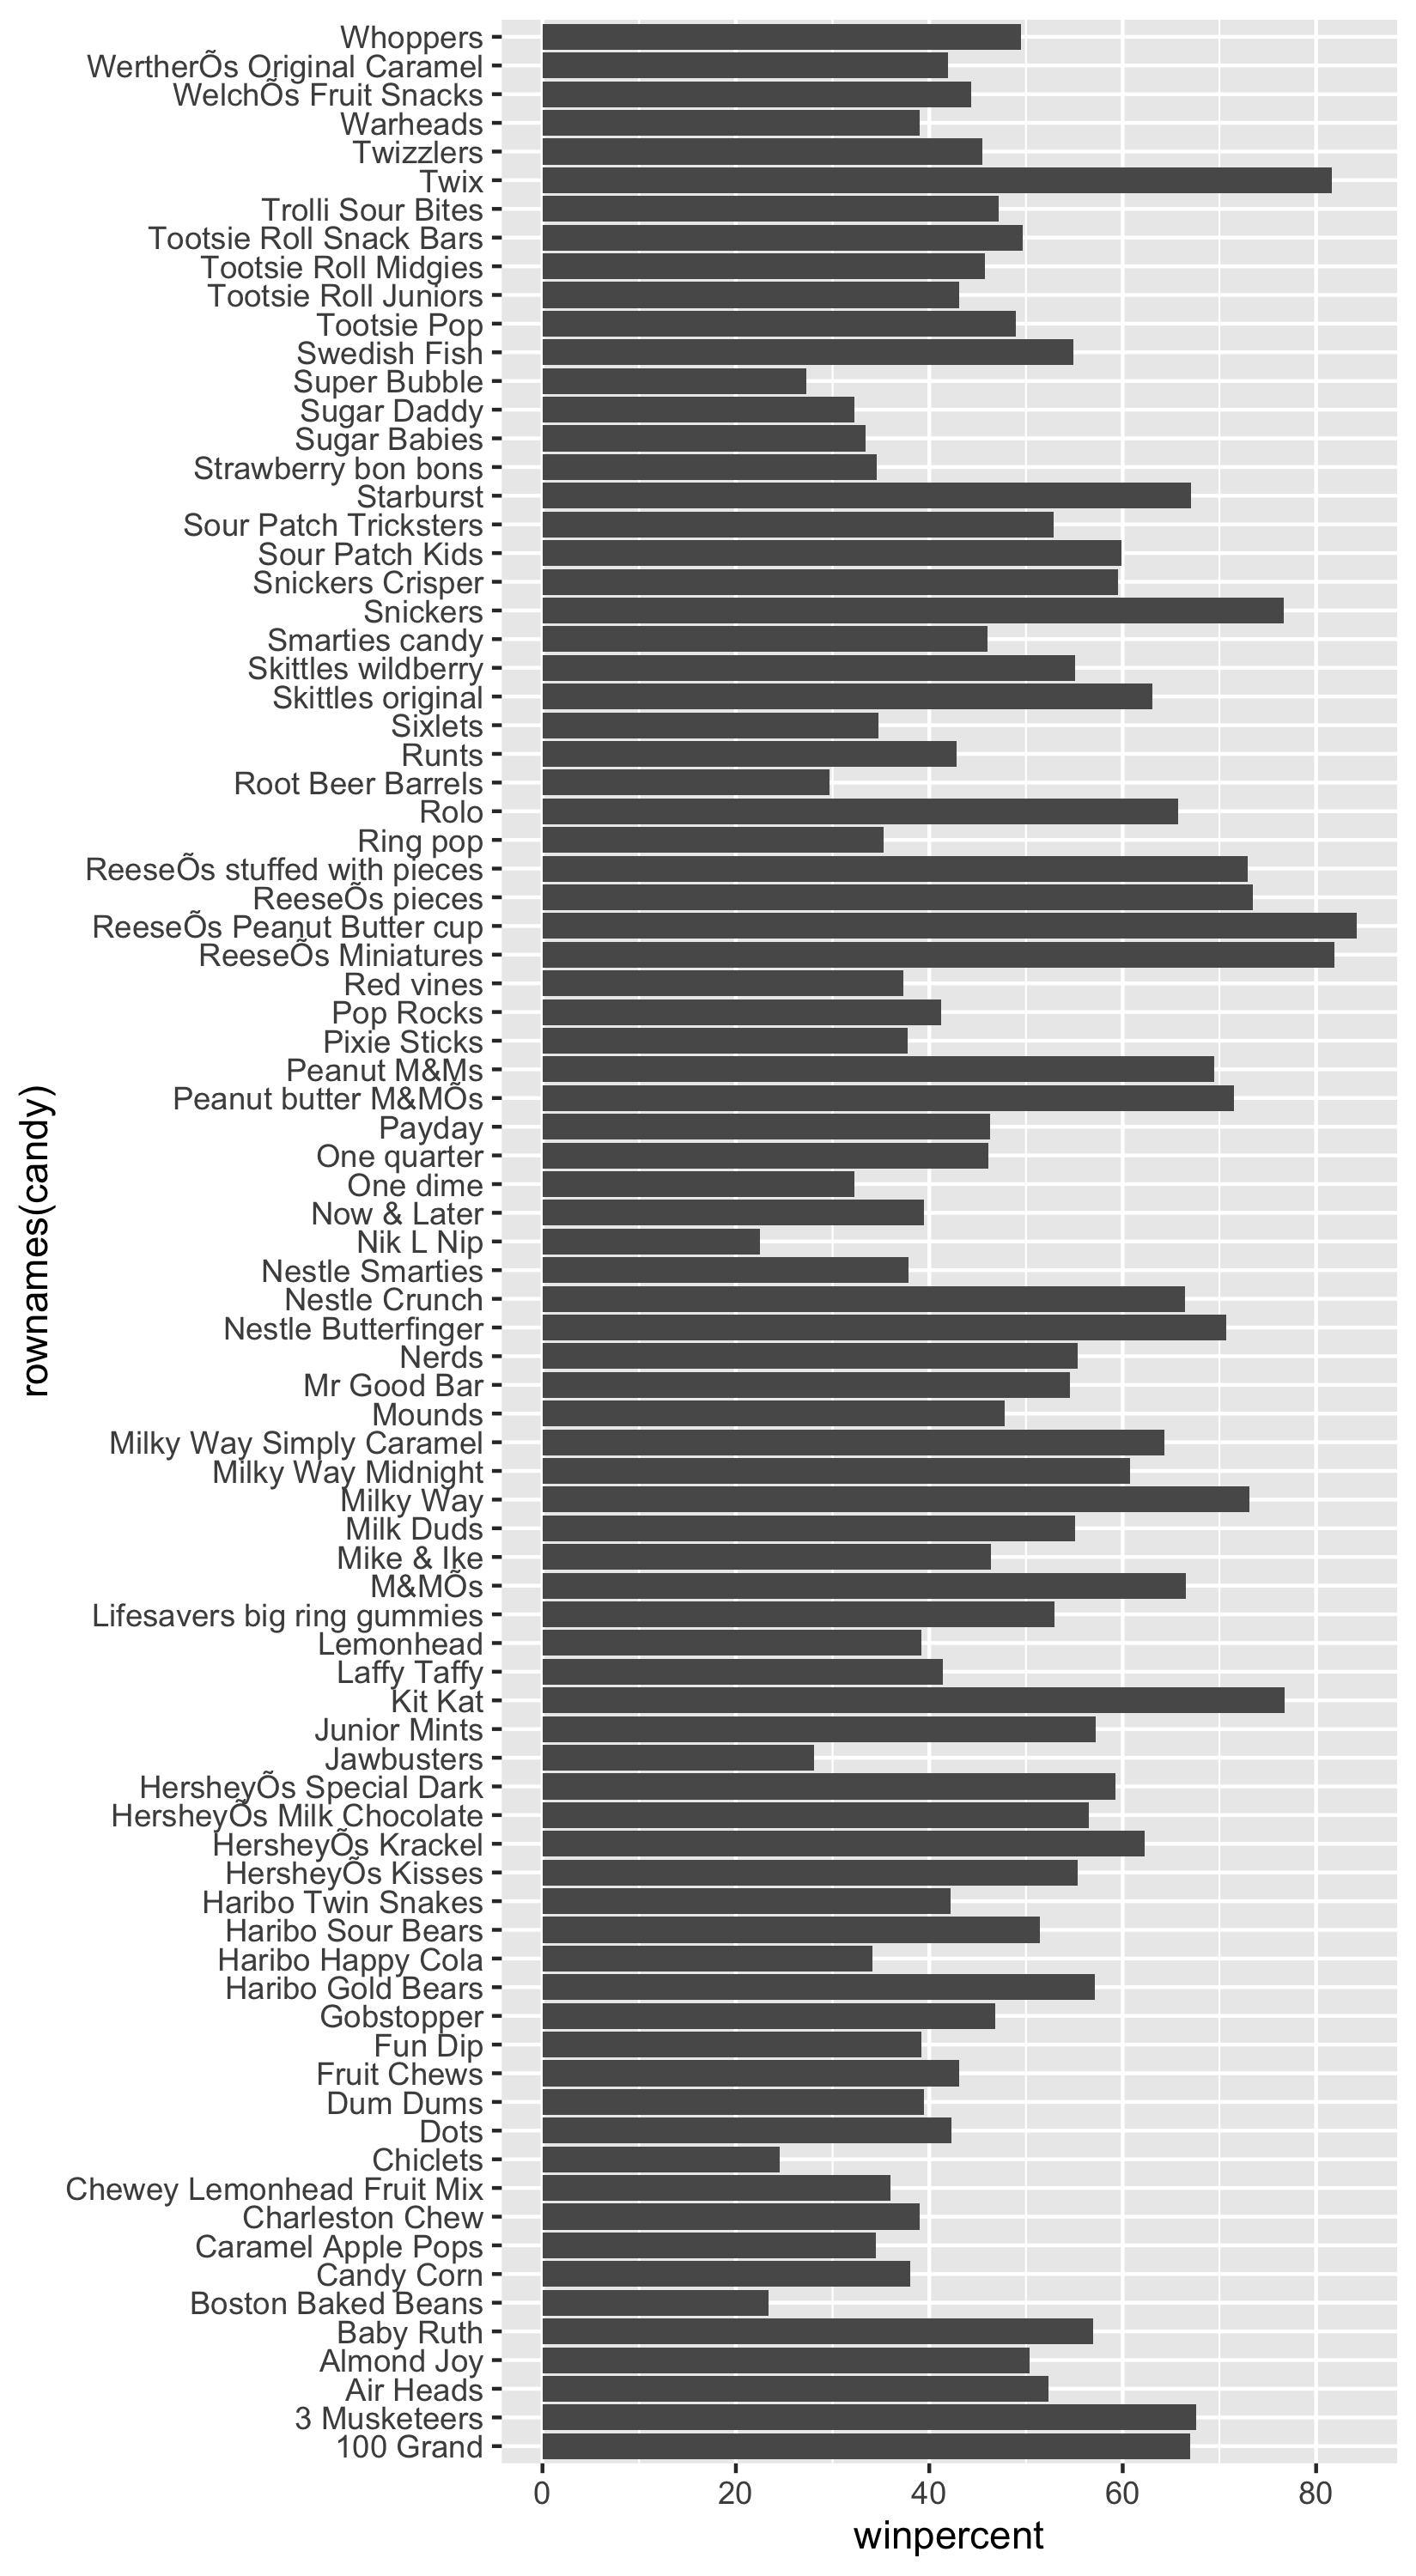 Whoppers
WertherÕs Original Caramel
WelchÕs Fruit Snacks
Warheads
Twizzlers
Twix
Trolli Sour Bites
Tootsie Roll Snack Bars
Tootsie Roll Midgies
Tootsie Roll Juniors
Tootsie Pop
Swedish Fish
Super Bubble
Sugar Daddy
Sugar Babies
Strawberry bon bons
Starburst
Sour Patch Tricksters
Sour Patch Kids
Snickers Crisper
Snickers
Smarties candy
Skittles wildberry
Skittles original
Sixlets
Runts
Root Beer Barrels
Rolo
Ring pop
ReeseÕs stuffed with pieces
ReeseÕs pieces
ReeseÕs Peanut Butter cup
ReeseÕs Miniatures
Red vines
Pop Rocks
Pixie Sticks
Peanut M&Ms
Peanut butter M&MÕs
Payday
One quarter
One dime
Now & Later
Nik L Nip
Nestle Smarties
Nestle Crunch
Nestle Butterfinger
Nerds
Mr Good Bar
Mounds
Milky Way Simply Caramel
Milky Way Midnight
Milky Way
Milk Duds
Mike & Ike
M&MÕs
Lifesavers big ring gummies
Lemonhead
Laffy Taffy
Kit Kat
Junior Mints
Jawbusters
HersheyÕs Special Dark
HersheyÕs Milk Chocolate
HersheyÕs Krackel
HersheyÕs Kisses
Haribo Twin Snakes
Haribo Sour Bears
Haribo Happy Cola
Haribo Gold Bears
Gobstopper
Fun Dip
Fruit Chews
Dum Dums
Dots
Chiclets
Chewey Lemonhead Fruit Mix
Charleston Chew
Caramel Apple Pops
Candy Corn
Boston Baked Beans
Baby Ruth
Almond Joy
Air Heads
3 Musketeers
100 Grand
rownames(candy)
0 20 40 60 80
winpercent